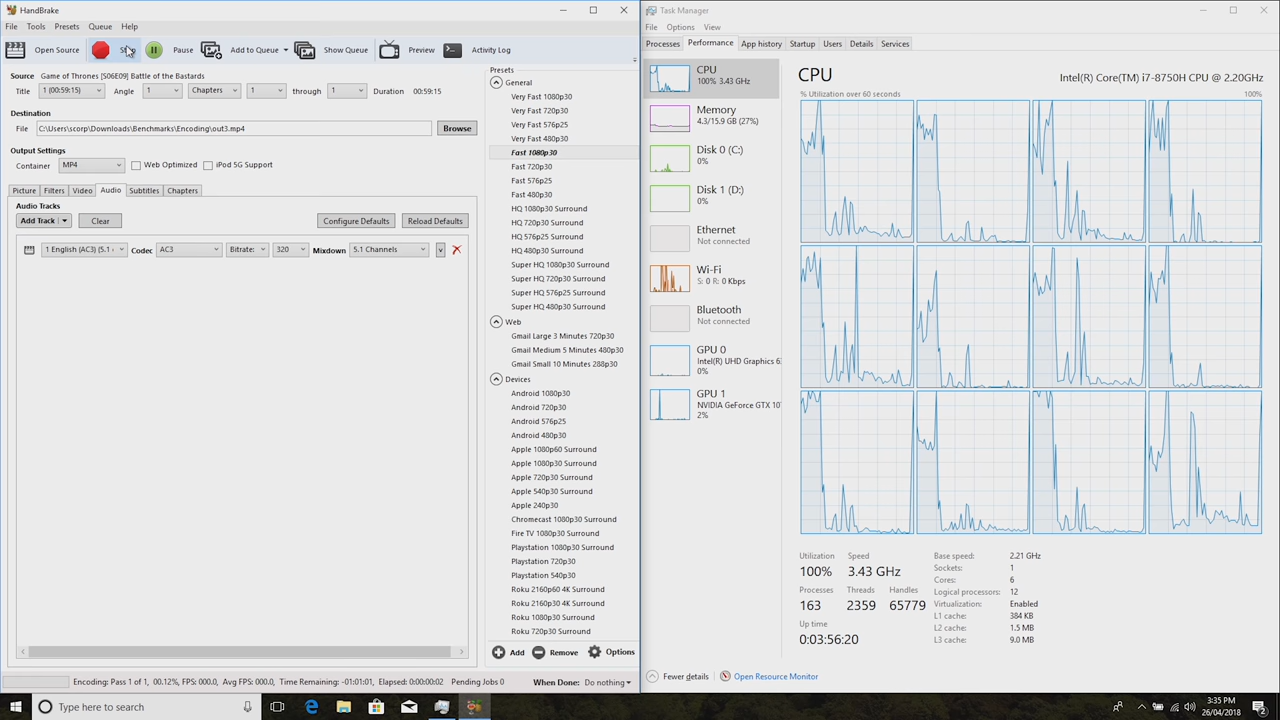 HandBrake
File Tools Presets Queue Help
Open Source
Pause
Add to Queue
Show Queue
Preview
Activity Log
Source Game of Thrones [S06E09] Battle of the Bastards
Title 1 (00:59:15) Angle 1 Chapters 1 through 1 Duration 00:59:15
Destination
File C:\Users\scorp\Downloads\Benchmarks\Encoding\out3.mp4 Browse
Output Settings
Container MP4 Web Optimized iPod 5G Support
Picture Filters Video Audio Subtitles Chapters
Audio Tracks
Add Track Clear Configure Defaults Reload Defaults
1 English (AC3) (5.1 Codec AC3 Bitrate: 320 Mixdown 5.1 Channels
Presets
General
Very Fast 1080p30
Very Fast 720p30
Very Fast 576p25
Very Fast 480p30
Fast 1080p30
Fast 720p30
Fast 576p25
Fast 480p30
HQ 1080p30 Surround
HQ 720p30 Surround
HQ 576p25 Surround
HQ 480p30 Surround
Super HQ 1080p30 Surround
Super HQ 720p30 Surround
Super HQ 576p25 Surround
Super HQ 480p30 Surround
Web
Gmail Large 3 Minutes 720p30
Gmail Medium 5 Minutes 480p30
Gmail Small 10 Minutes 288p30
Devices
Android 1080p30
Android 720p30
Android 576p25
Android 480p30
Apple 1080p60 Surround
Apple 1080p30 Surround
Apple 720p30 Surround
Apple 540p30 Surround
Apple 240p30
Chromecast 1080p30 Surround
Fire TV 1080p30 Surround
Playstation 1080p30 Surround
Playstation 720p30
Playstation 540p30
Roku 2160p60 4K Surround
Roku 2160p30 4K Surround
Roku 1080p30 Surround
Roku 720p30 Surround
Add Remove Options
Encoding: Pass 1 of 1, 00.12%, FPS: 000.0, Avg FPS: 000.0, Time Remaining: -01:01:01, Elapsed: 0:00:00:02 Pending Jobs 0 When Done: Do nothing
Task Manager
File Options View
Processes Performance App history Startup Users Details Services
CPU
100% 3.43 GHz
Memory
4.3/15.9 GB (27%)
Disk 0 (C:)
0%
Disk 1 (D:)
0%
Ethernet
Not connected
Wi-Fi
S: 0 R: 0 Kbps
Bluetooth
Not connected
GPU 0
Intel(R) UHD Graphics
0%
GPU 1
NVIDIA GeForce GTX
2%
CPU Intel(R) Core(TM) i7-8750H CPU @ 2.20GHz
% Utilization over 60 seconds 100%
Utilization Speed
100% 3.43 GHz
Processes Threads Handles
163 2359 65779
Up time
0:03:56:20
Base speed: 2.21 GHz
Sockets: 1
Cores: 6
Logical processors: 12
Virtualization: Enabled
L1 cache: 384 KB
L2 cache: 1.5 MB
L3 cache: 9.0 MB
Fewer details Open Resource Monitor
Type here to search
3:35 PM
26/04/2018
2